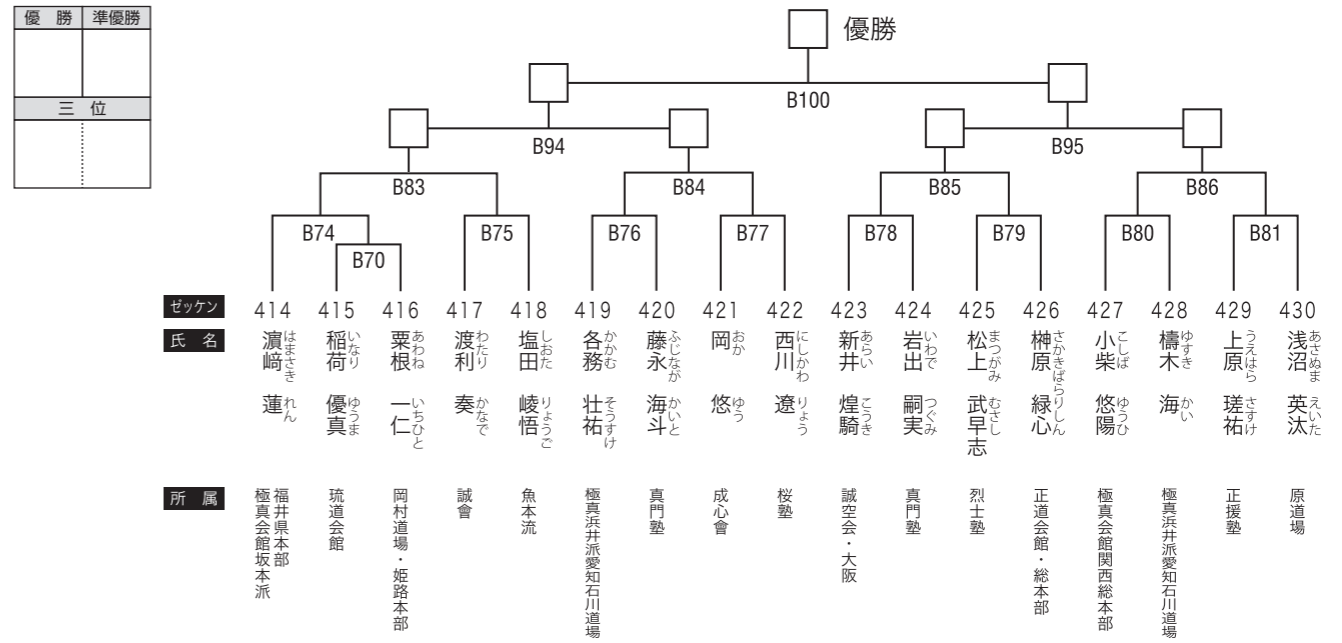 優 勝 準優勝
三 位
優勝
B100
B94 B95
B83 B84 B85 B86
B74 B75 B76 B77 B78 B79 B80 B81
B70
ゼッケン 414 415 416 417 418 419 420 421 422 423 424 425 426 427 428 429 430
氏 名
濵﨑 蓮 はまさき れん
稲荷 優真 いなり ゆうま
粟根 一仁 あわね いちひと
渡利 奏 わたり かなで
塩田 崚悟 しおた りょうご
各務 壮祐 かかむ そうすけ
藤永 海斗 ふじなが かいと
岡 悠 おか ゆう
西川 遼 にしかわ りょう
新井 煌騎 あらい こうき
岩出 嗣実 いわで つぐみ
松上 武早志 まつがみ むさし
榊原 緑心 さかきばら りしん
小柴 悠陽 こしば ゆうひ
檮木 海 ゆすき かい
上原 瑳祐 うえはら さすけ
浅沼 英汰 あさぬま えいた
所 属
福井県本部
極真会館坂本派
琉道会館
岡村道場・姫路本部
誠會
魚本流
極真浜井派愛知石川道場
真門塾
成心會
桜塾
誠空会・大阪
真門塾
烈士塾
正道会館・総本部
極真会館関西総本部
極真浜井派愛知石川道場
正援塾
原道場